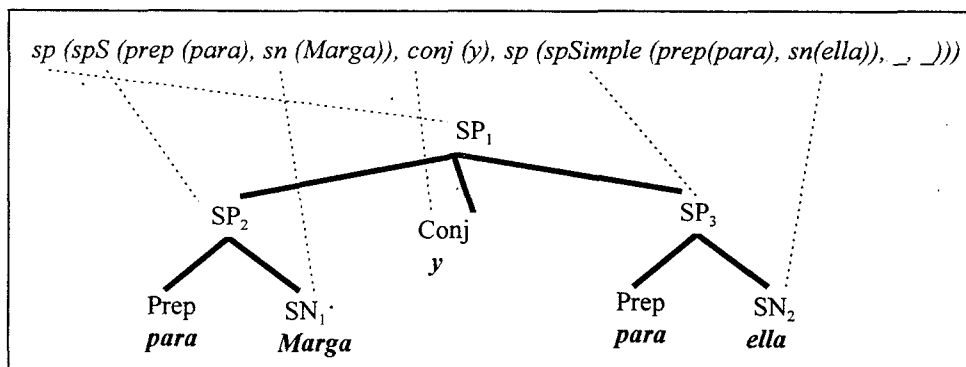 sp (spS (prep (para), sn (Marga)), conj (y), sp (spSimple (prep(para), sn(ella)), _, _)))
SP₁
SP₂ Conj SP₃
y
Prep SN₁ Prep SN₂
para Marga para ella